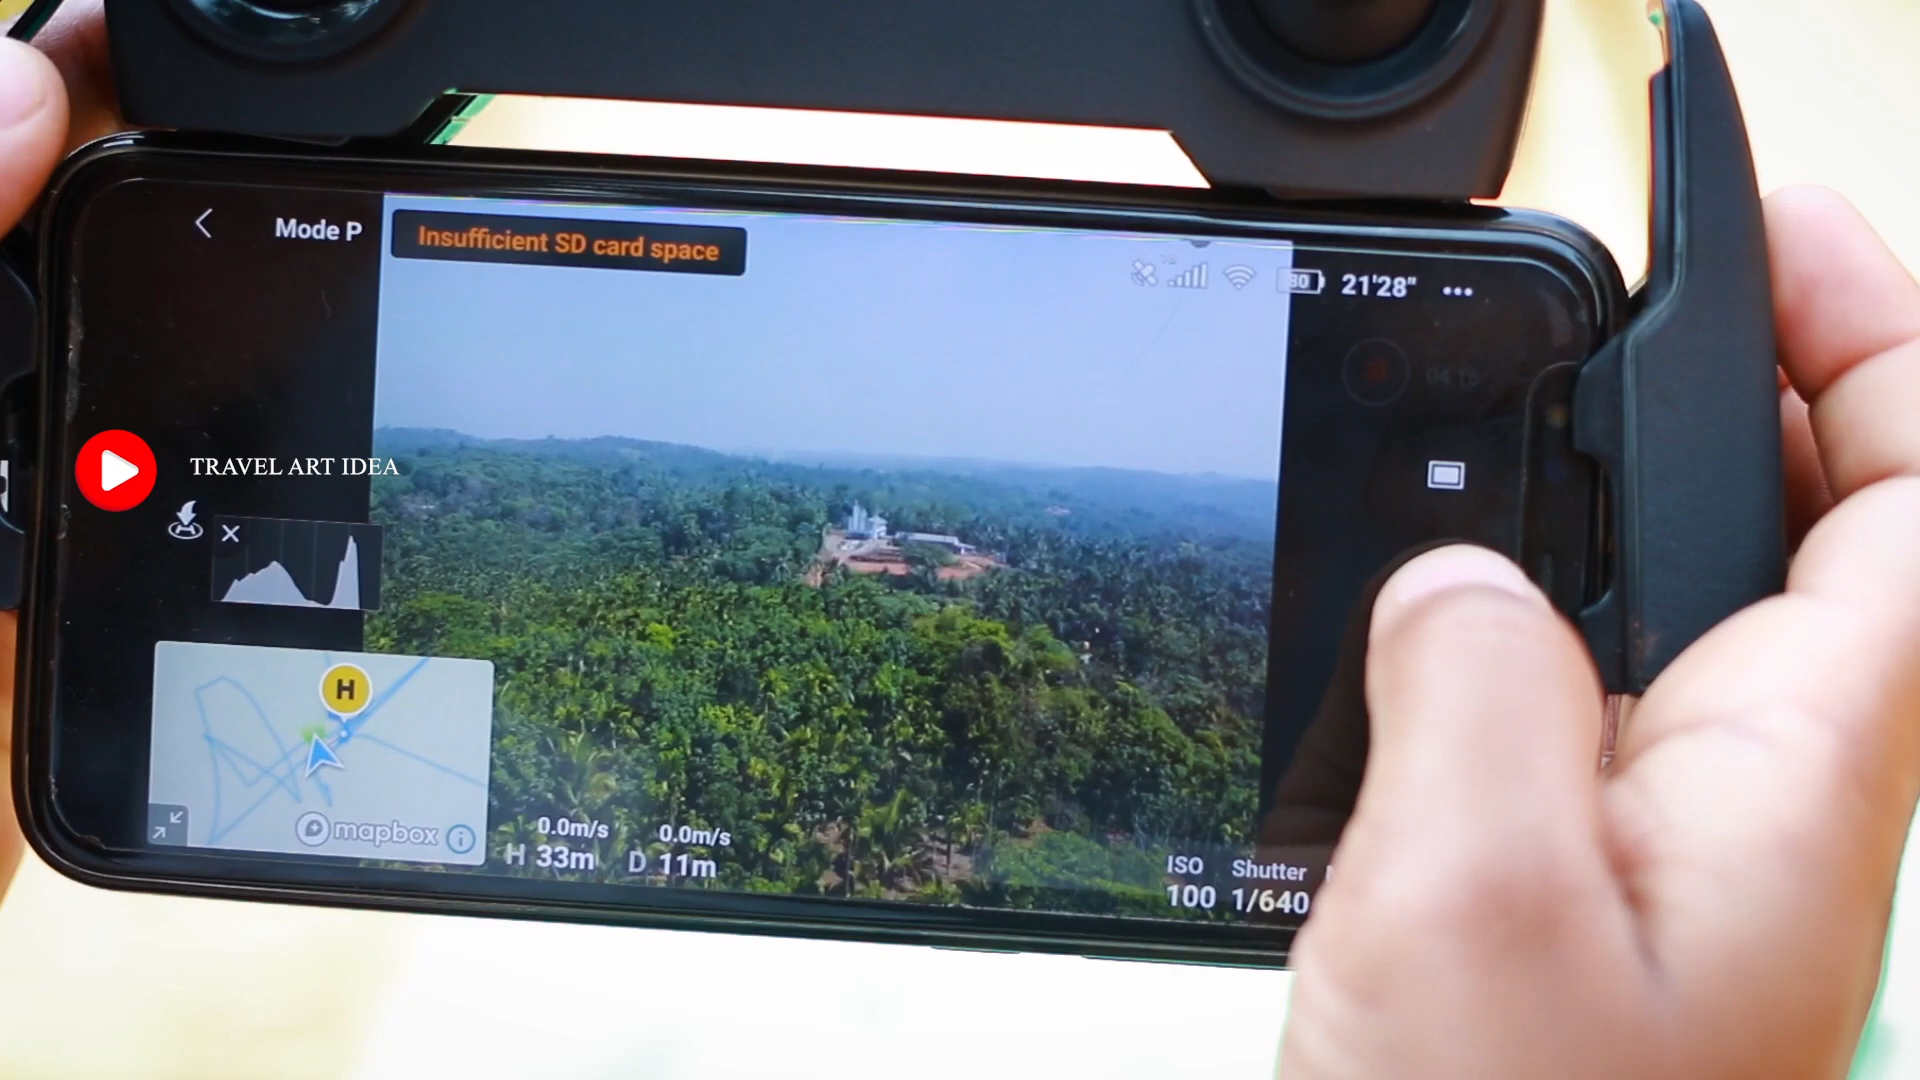 Mode P
Insufficient SD card space
80
21'28"
TRAVEL ART IDEA
H
mapbox
0.0m/s 0.0m/s
H 33m D 11m
ISO Shutter
100 1/640